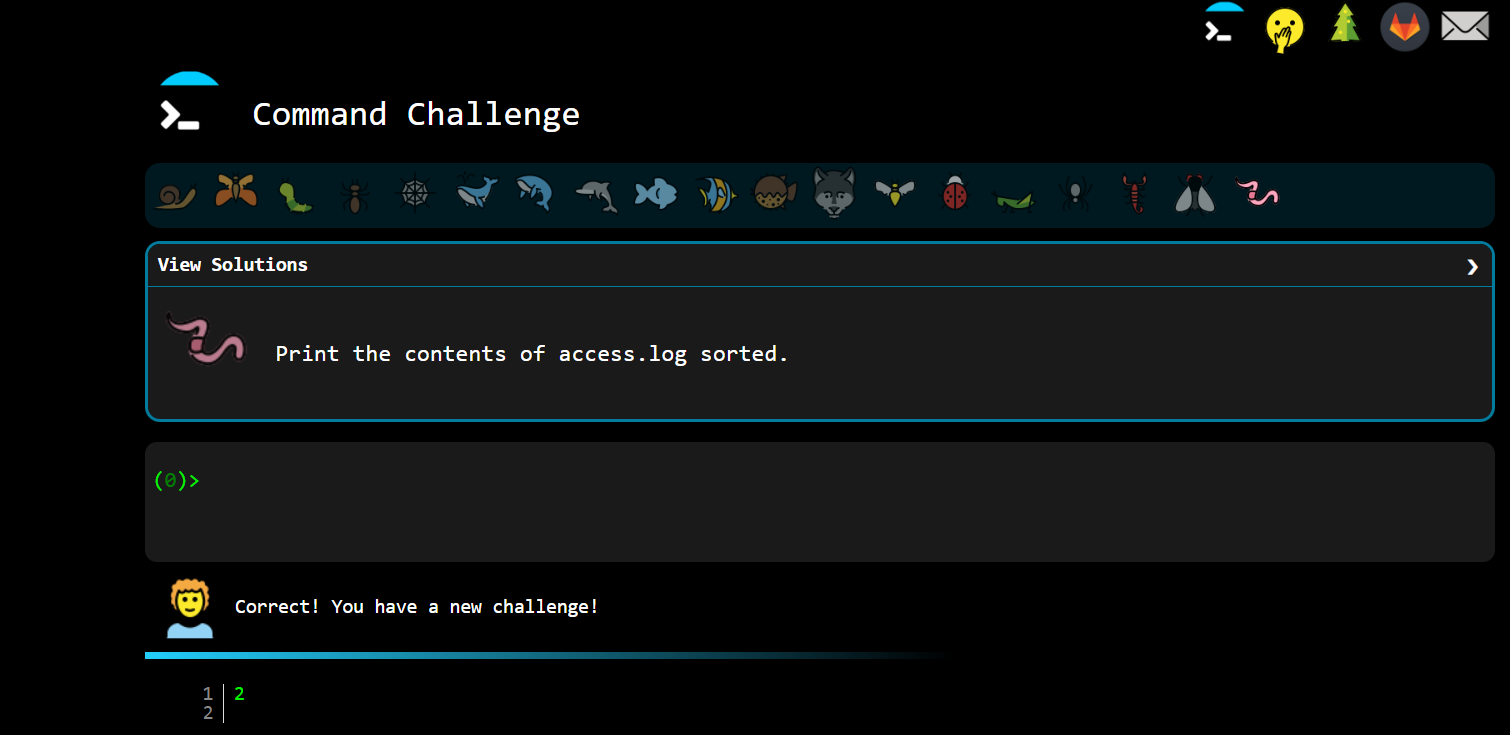 Command Challenge
View Solutions
Print the contents of access.log sorted.
(0)>
Correct! You have a new challenge!
1 2
2